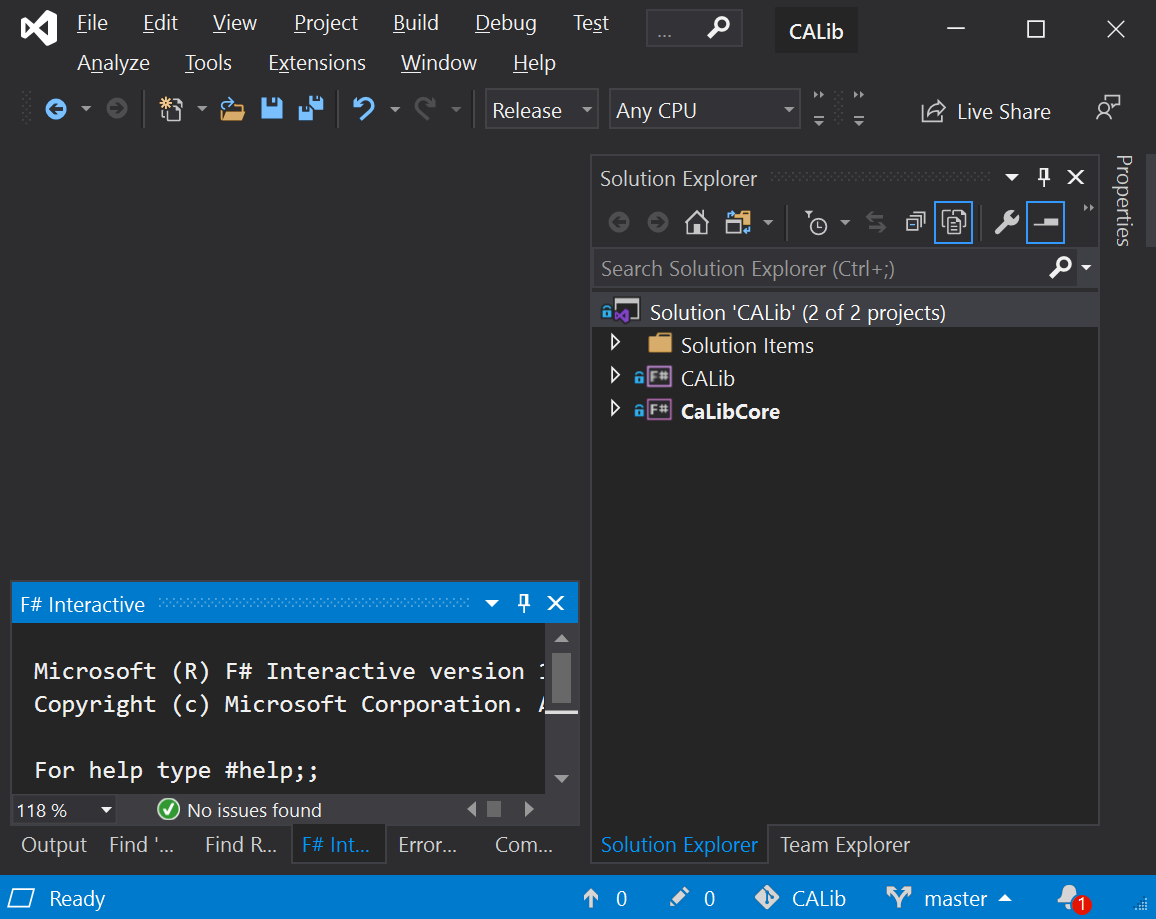 File Edit View Project Build Debug Test ... CALib
Analyze Tools Extensions Window Help
Release Any CPU Live Share
Solution Explorer
Properties
Search Solution Explorer (Ctrl+;)
Solution 'CALib' (2 of 2 projects)
Solution Items
F# CALib
F# CaLibCore
F# Interactive
Microsoft (R) F# Interactive version
Copyright (c) Microsoft Corporation.
For help type #help;;
118 % No issues found
Output Find '... Find R... F# Int... Error... Com...
Solution Explorer Team Explorer
Ready 0 0 CALib master 1